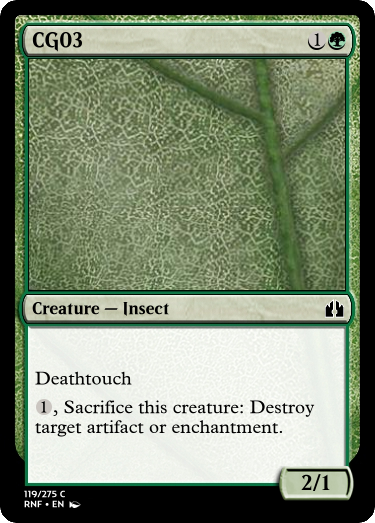 CG03
1
Creature — Insect
Deathtouch
1, Sacrifice this creature: Destroy
target artifact or enchantment.
2/1
119/275 C
RNF • EN